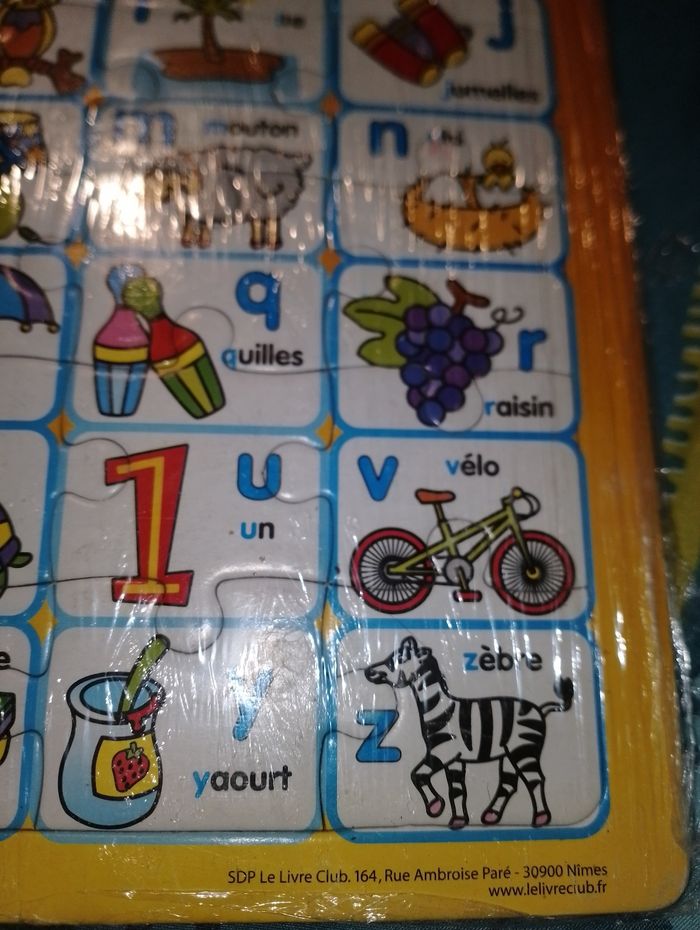 j
jumelles
m mouton
n
q
quilles
r
raisin
1
u
un
v vélo
zèbre
y
z
yaourt
SDP Le Livre Club. 164, Rue Ambroise Paré - 30900 Nîmes
www.lelivreclub.fr